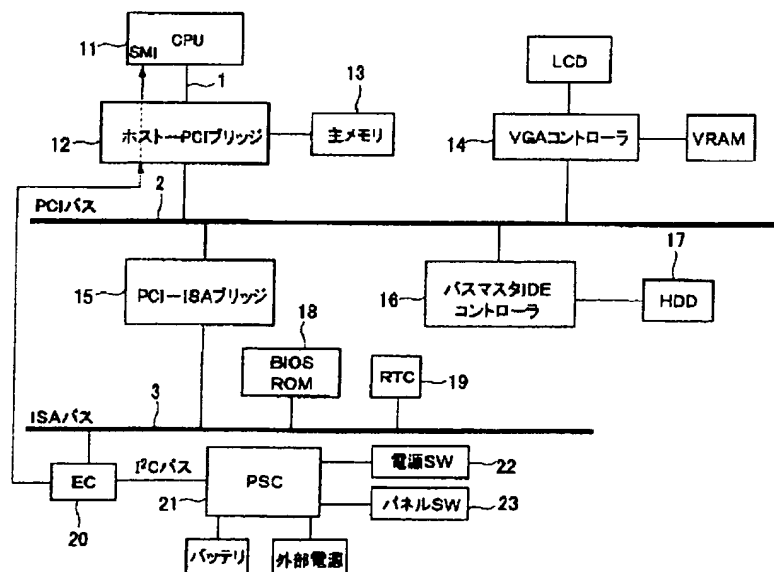 11
CPU
SMI
1
12
ホストーPCIブリッジ
13
主メモリ
LCD
14
VGAコントローラ
VRAM
PCIバス
2
15
PCIーISAブリッジ
16
バスマスタIDE
コントローラ
17
HDD
18
BIOS
ROM
RTC
19
ISAバス
3
EC
20
I²Cバス
21
PSC
電源SW
22
パネルSW
23
バッテリ
外部電源